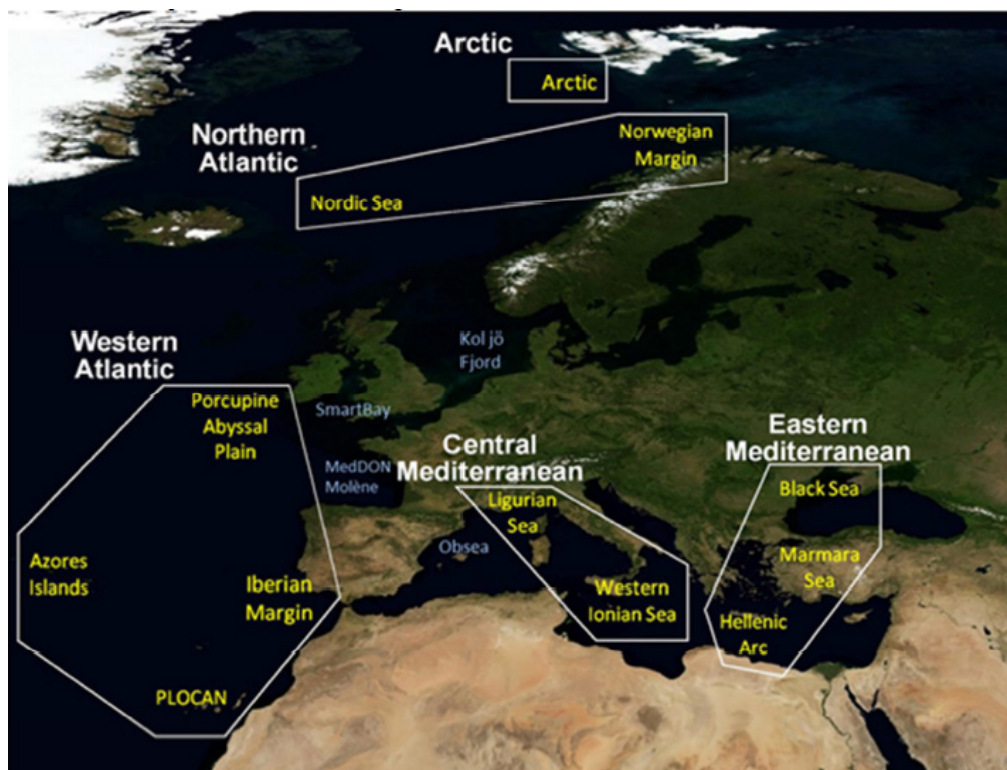 Arctic
Arctic
Northern
Atlantic
Norwegian
Margin
Nordic Sea
Western
Atlantic
Kol jö
Fjord
Porcupine
Abyssal
Plain
SmartBay
Central
Mediterranean
Eastern
Mediterranean
MedDON
Molène
Ligurian
Sea
Black Sea
Obsea
Azores
Islands
Iberian
Margin
Western
Ionian Sea
Marmara
Sea
Hellenic
Arc
PLOCAN